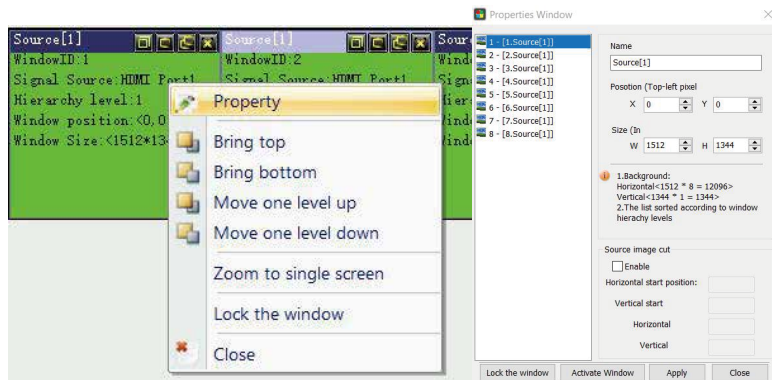 Source[1]
WindowID:1
Signal Source:HDMI Port1
Hierarchy level:1
Window position:<0,0
Window Size:<1512*134
Source[1]
WindowID:2
Signal Source:HDMI Port1
Property
Bring top
Bring bottom
Move one level up
Move one level down
Zoom to single screen
Lock the window
Close
Properties Window
1 - [1.Source[1]]
2 - [2.Source[1]]
3 - [3.Source[1]]
4 - [4.Source[1]]
5 - [5.Source[1]]
6 - [6.Source[1]]
7 - [7.Source[1]]
8 - [8.Source[1]]
Name
Source[1]
Posotion (Top-left pixel
X 0 Y 0
Size (In
W 1512 H 1344
1.Background:
Horizontal<1512 * 8 = 12096>
Vertical<1344 * 1 = 1344>
2.The list sorted according to window
hierachy levels
Source image cut
Enable
Horizontal start position:
Vertical start
Horizontal
Vertical
Lock the window Activate Window Apply Close